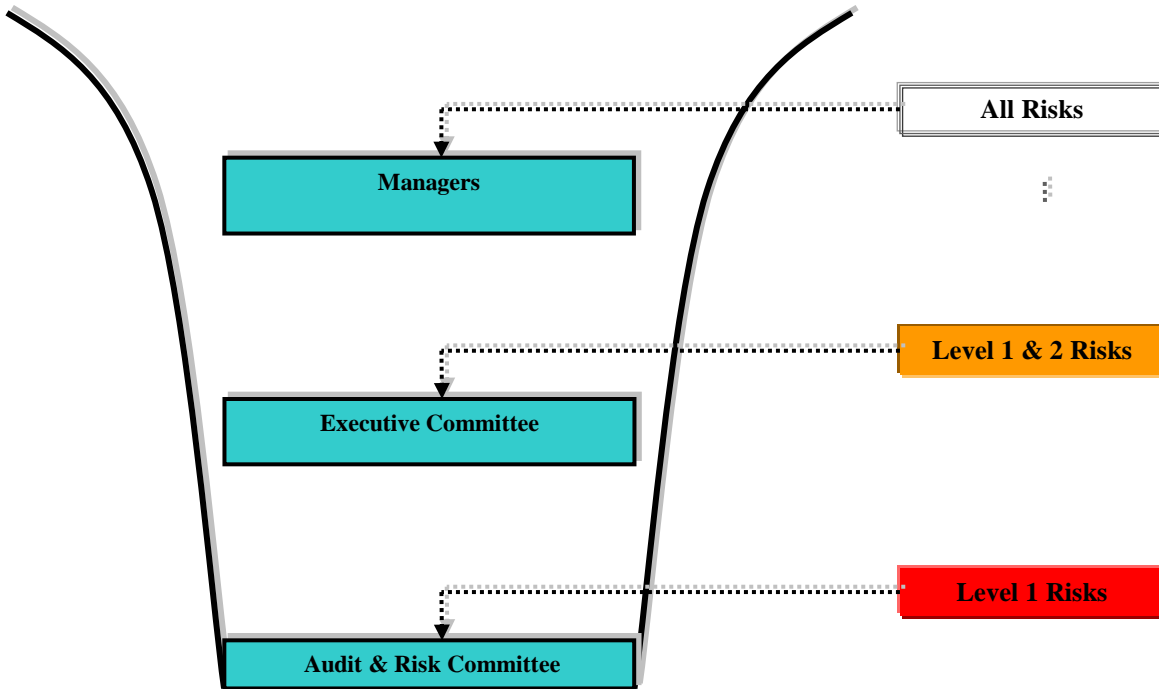 All Risks
Managers
Level 1 & 2 Risks
Executive Committee
Level 1 Risks
Audit & Risk Committee